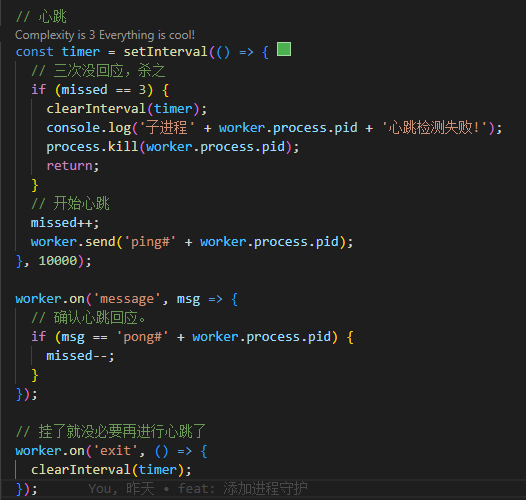 // 心跳
Complexity is 3 Everything is cool!
const timer = setInterval(() => {
  // 三次没回应，杀之
  if (missed == 3) {
    clearInterval(timer);
    console.log('子进程' + worker.process.pid + '心跳检测失败!');
    process.kill(worker.process.pid);
    return;
  }
  // 开始心跳
  missed++;
  worker.send('ping#' + worker.process.pid);
}, 10000);

worker.on('message', msg => {
  // 确认心跳回应。
  if (msg == 'pong#' + worker.process.pid) {
    missed--;
  }
});

// 挂了就没必要再进行心跳了
worker.on('exit', () => {
  clearInterval(timer);
});      You, 昨天 • feat: 添加进程守护